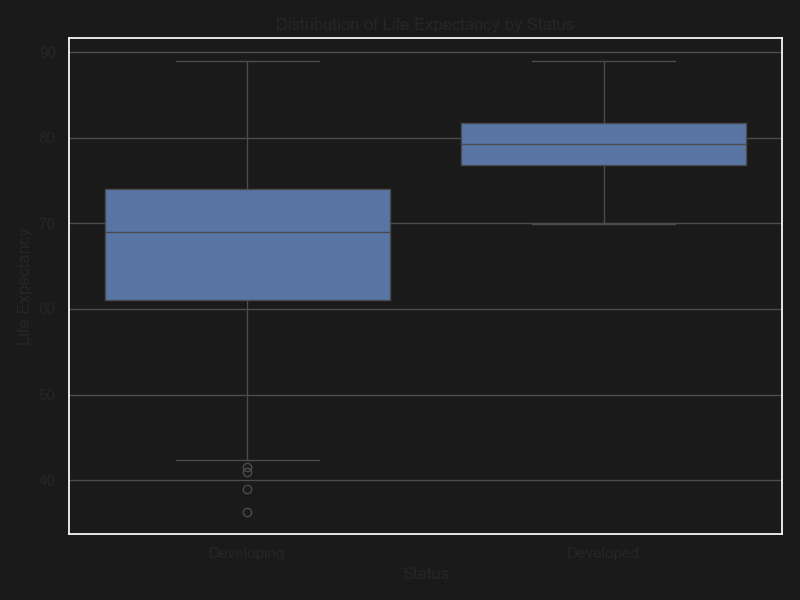 Distribution of Life Expectancy by Status
90
80
70
60
50
40
Life Expectancy
Developing
Developed
Status